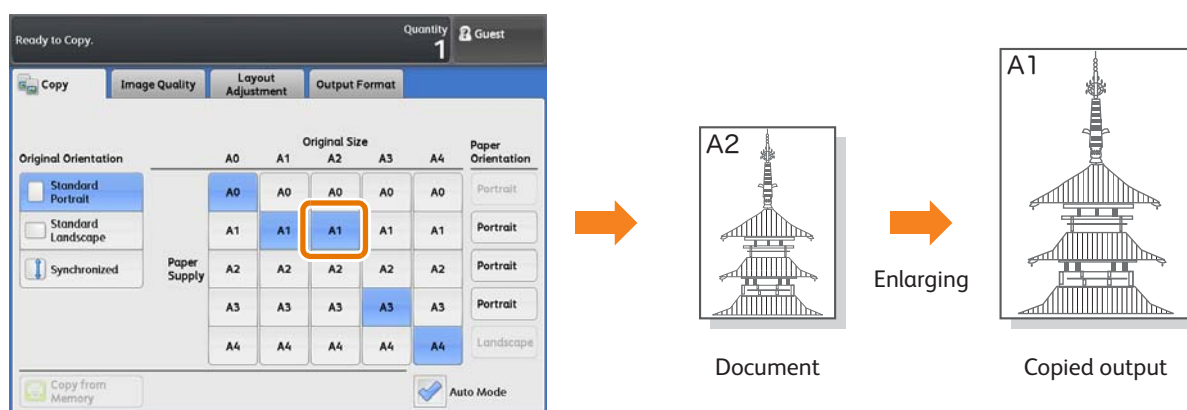 Ready to Copy.
Quantity
1
Guest
Copy
Image Quality
Layout
Adjustment
Output Format
Original Size
Paper
Orientation
Original Orientation
A0 A1 A2 A3 A4
Standard
Portrait
A0 A0 A0 A0 A0
Portrait
Standard
Landscape
A1 A1 A1 A1 A1
Portrait
Synchronized
Paper
Supply
A2 A2 A2 A2 A2
Portrait
A3 A3 A3 A3 A3
Portrait
A4 A4 A4 A4 A4
Landscape
Copy from
Memory
Auto Mode
A2
Document
Enlarging
A1
Copied output